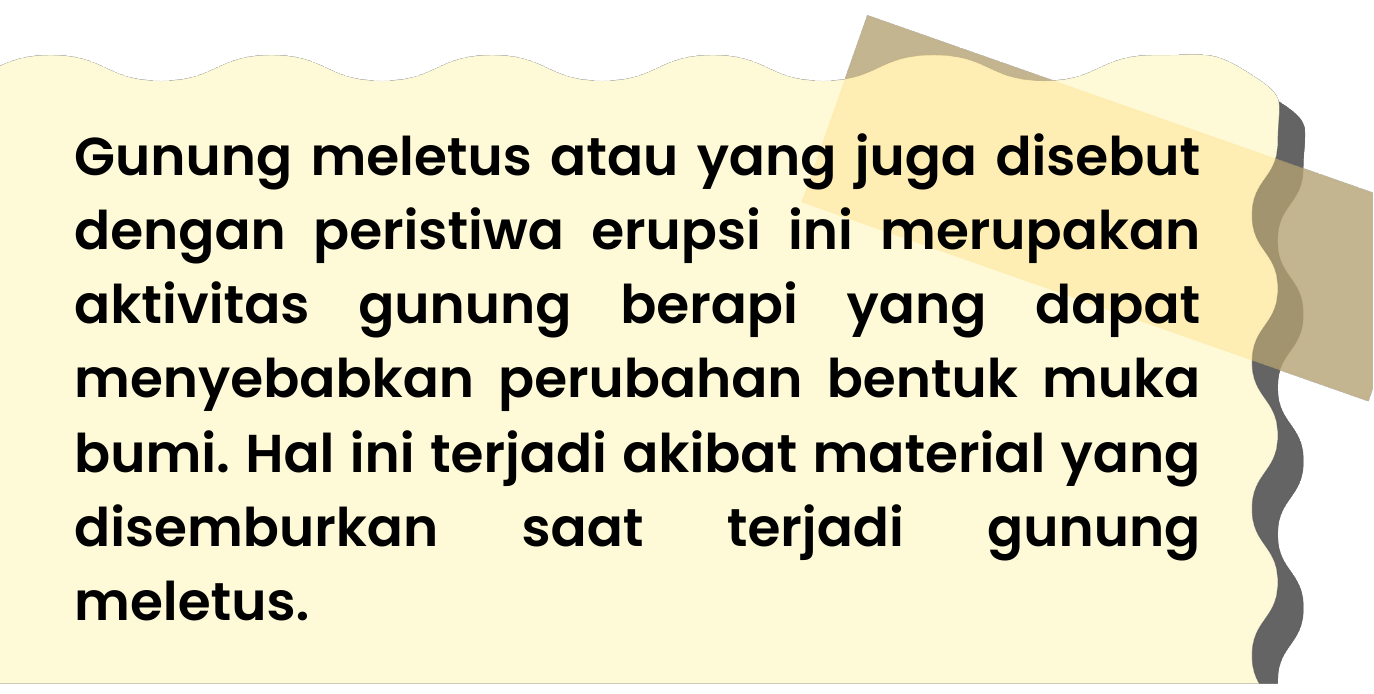 Gunung meletus atau yang juga disebut
dengan peristiwa erupsi ini merupakan
aktivitas gunung berapi yang dapat
menyebabkan perubahan bentuk muka
bumi. Hal ini terjadi akibat material yang
disemburkan saat terjadi gunung
meletus.